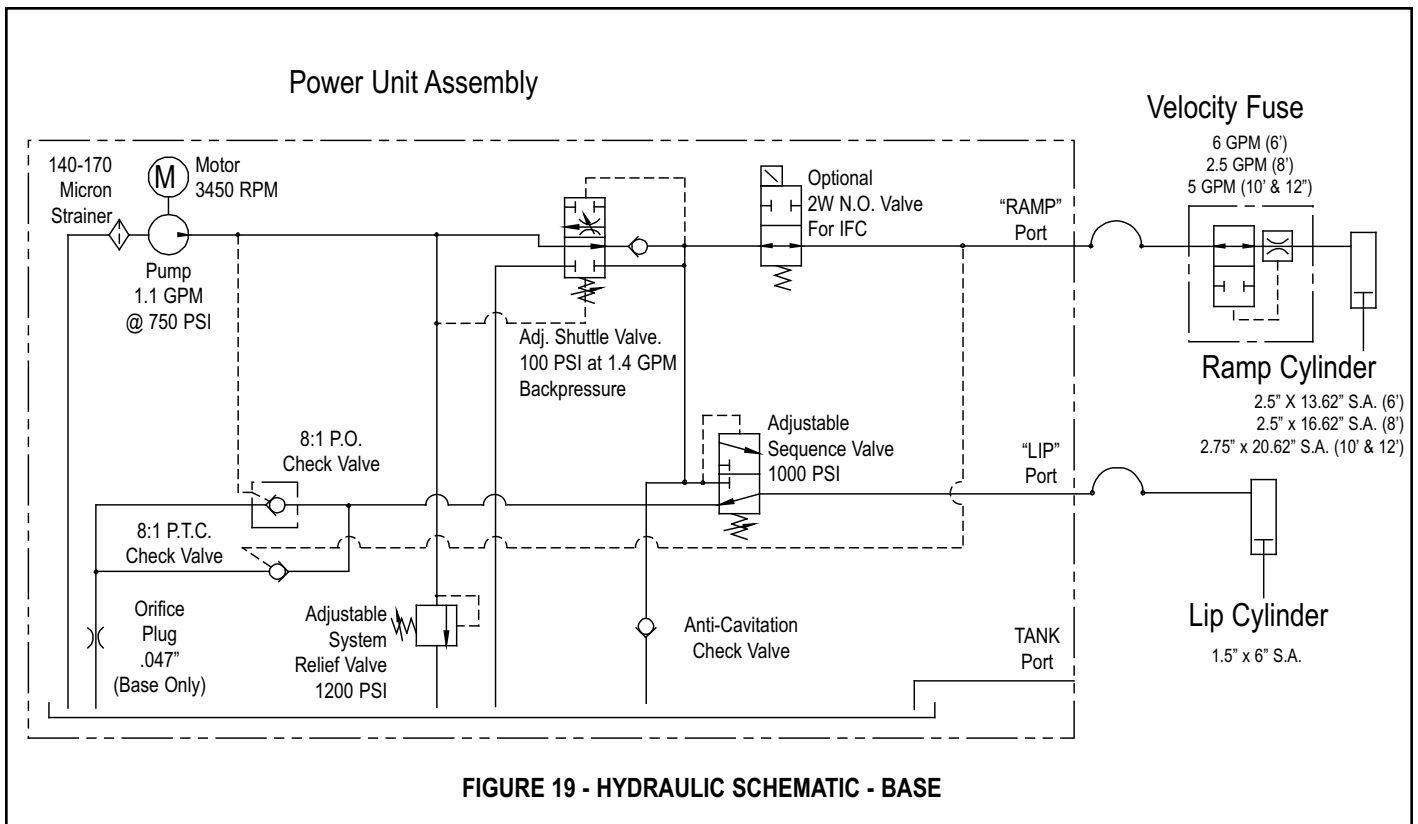 Power Unit Assembly
140-170
Micron
Strainer
M
Motor
3450 RPM
Pump
1.1 GPM
@ 750 PSI
Adj. Shuttle Valve.
100 PSI at 1.4 GPM
Backpressure
Optional
2W N.O. Valve
For IFC
“RAMP”
Port
Velocity Fuse
6 GPM (6’)
2.5 GPM (8’)
5 GPM (10’ & 12”)
Ramp Cylinder
2.5” X 13.62” S.A. (6’)
2.5” x 16.62” S.A. (8’)
2.75” x 20.62” S.A. (10’ & 12’)
8:1 P.O.
Check Valve
8:1 P.T.C.
Check Valve
Adjustable
Sequence Valve
1000 PSI
“LIP”
Port
Orifice
Plug
.047”
(Base Only)
Adjustable
System
Relief Valve
1200 PSI
Anti-Cavitation
Check Valve
TANK
Port
Lip Cylinder
1.5” x 6” S.A.
FIGURE 19 - HYDRAULIC SCHEMATIC - BASE